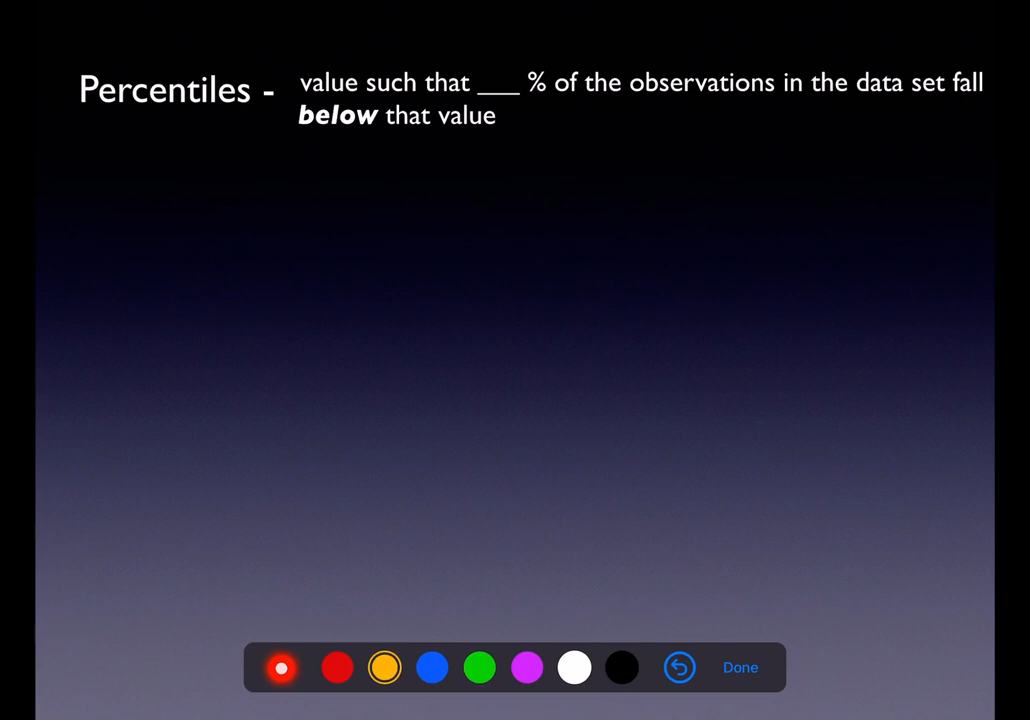 Percentiles - value such that ___ % of the observations in the data set fall
below that value
Done